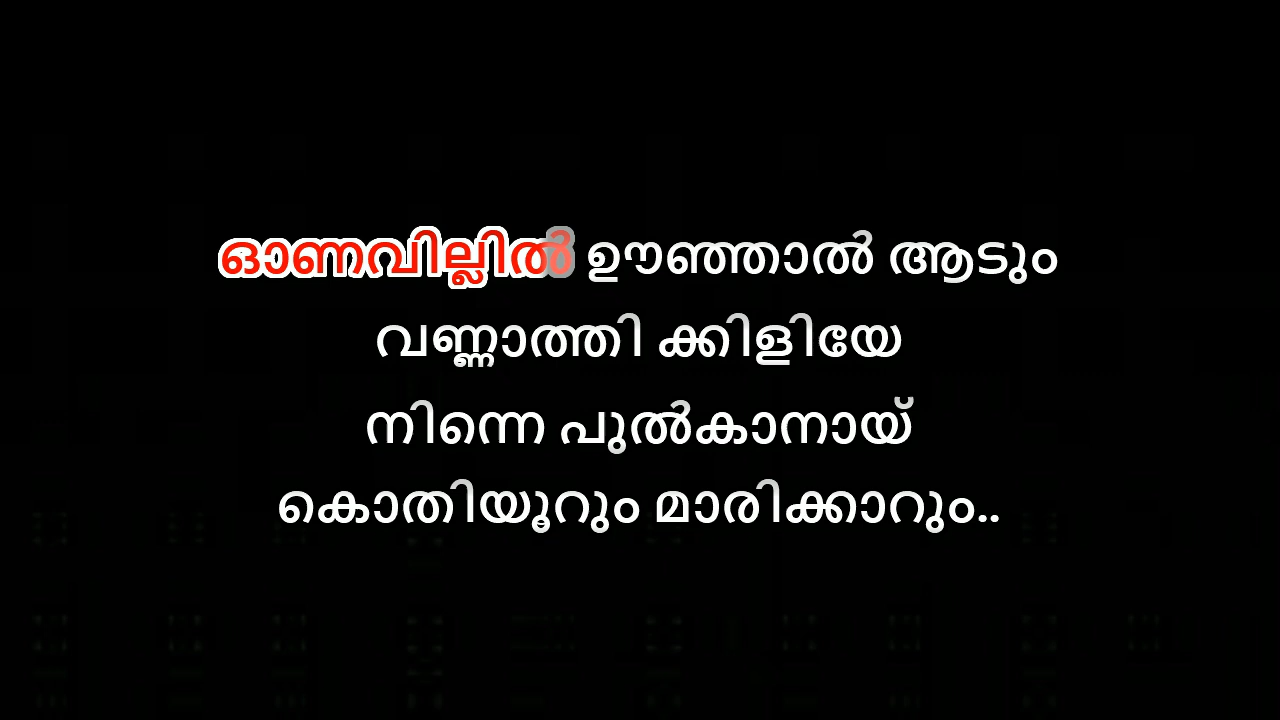 ഓണവില്ലിൽ ഊഞ്ഞാൽ ആടും
വണ്ണാത്തി ക്കിളിയേ
നിന്നെ പുൽകാനായ്
കൊതിയൂറും മാരിക്കാറും..